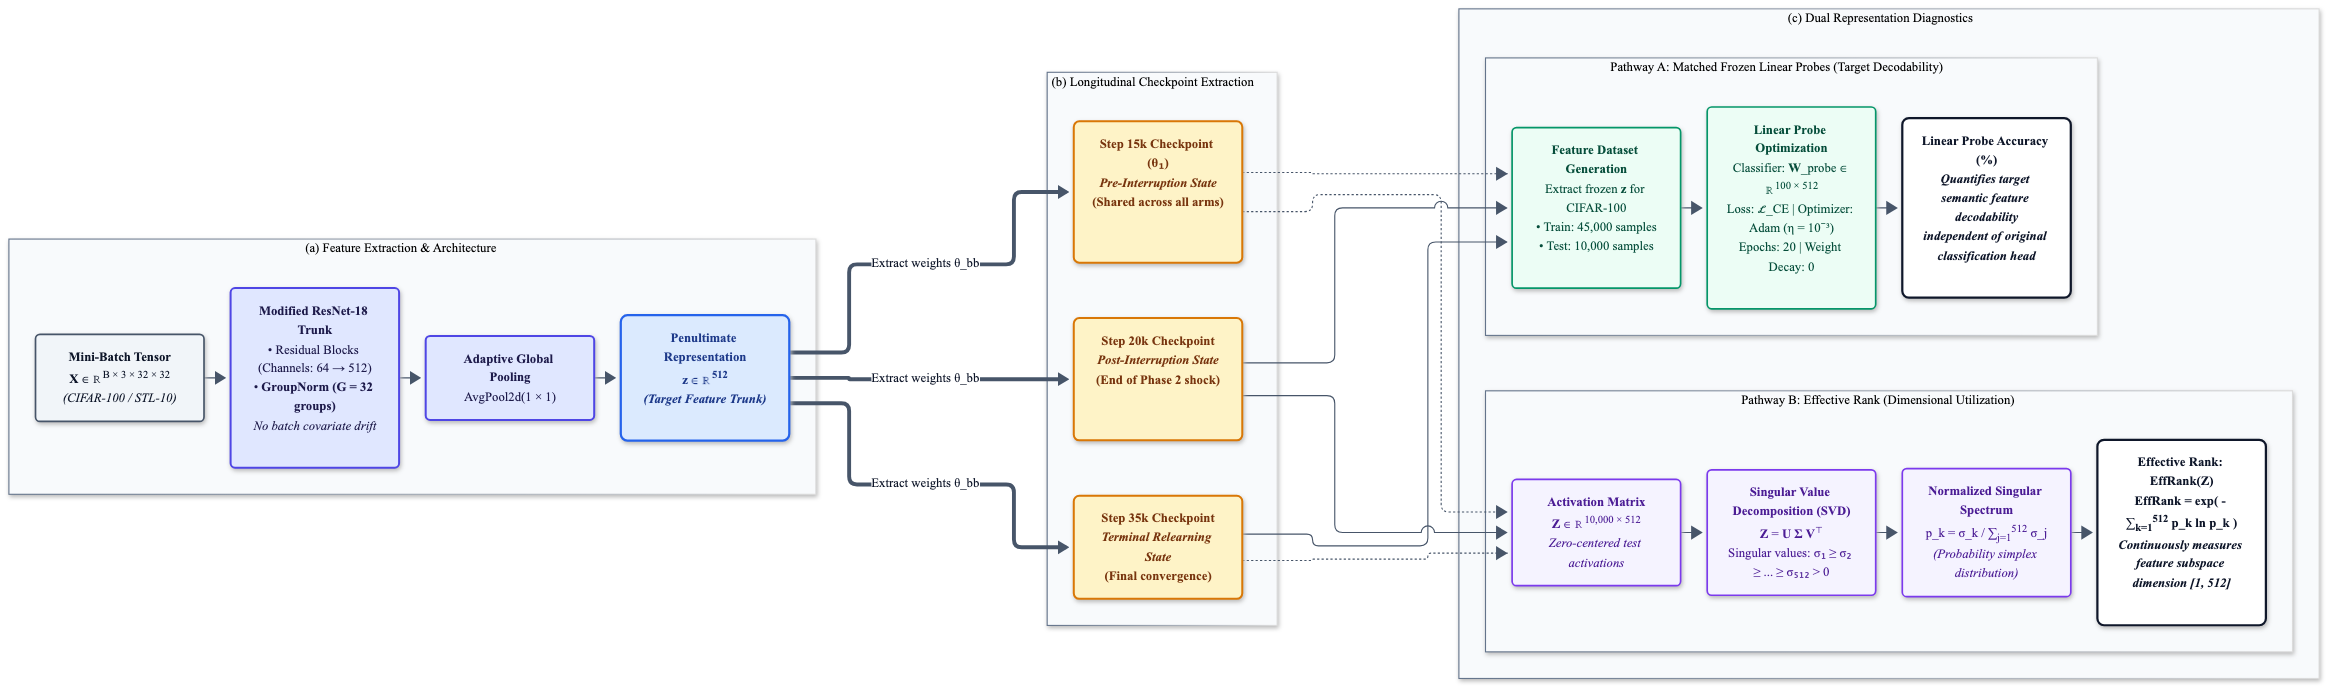 (a) Feature Extraction & Architecture
Mini-Batch Tensor
X ∈ ℝ^B × 3 × 32 × 32
(CIFAR-100 / STL-10)
Modified ResNet-18
Trunk
• Residual Blocks
(Channels: 64 → 512)
• GroupNorm (G = 32
groups)
No batch covariate drift
Adaptive Global
Pooling
AvgPool2d(1 × 1)
Penultimate
Representation
z ∈ ℝ^512
(Target Feature Trunk)
Extract weights θ_bb
Extract weights θ_bb
Extract weights θ_bb
(b) Longitudinal Checkpoint Extraction
Step 15k Checkpoint
(θ₁)
Pre-Interruption State
(Shared across all arms)
Step 20k Checkpoint
Post-Interruption State
(End of Phase 2 shock)
Step 35k Checkpoint
Terminal Relearning
State
(Final convergence)
(c) Dual Representation Diagnostics
Pathway A: Matched Frozen Linear Probes (Target Decodability)
Feature Dataset
Generation
Extract frozen z for
CIFAR-100
• Train: 45,000 samples
• Test: 10,000 samples
Linear Probe
Optimization
Classifier: W_probe ∈
ℝ^100 × 512
Loss: ℒ_CE | Optimizer:
Adam (η = 10⁻³)
Epochs: 20 | Weight
Decay: 0
Linear Probe Accuracy
(%)
Quantifies target
semantic feature
decodability
independent of original
classification head
Pathway B: Effective Rank (Dimensional Utilization)
Activation Matrix
Z ∈ ℝ^10,000 × 512
Zero-centered test
activations
Singular Value
Decomposition (SVD)
Z = U Σ V⊤
Singular values: σ₁ ≥ σ₂
≥ ... ≥ σ₅₁₂ > 0
Normalized Singular
Spectrum
p_k = σ_k / ∑_j=1^512 σ_j
(Probability simplex
distribution)
Effective Rank:
EffRank(Z)
EffRank = exp( -
∑_k=1^512 p_k ln p_k )
Continuously measures
feature subspace
dimension [1, 512]